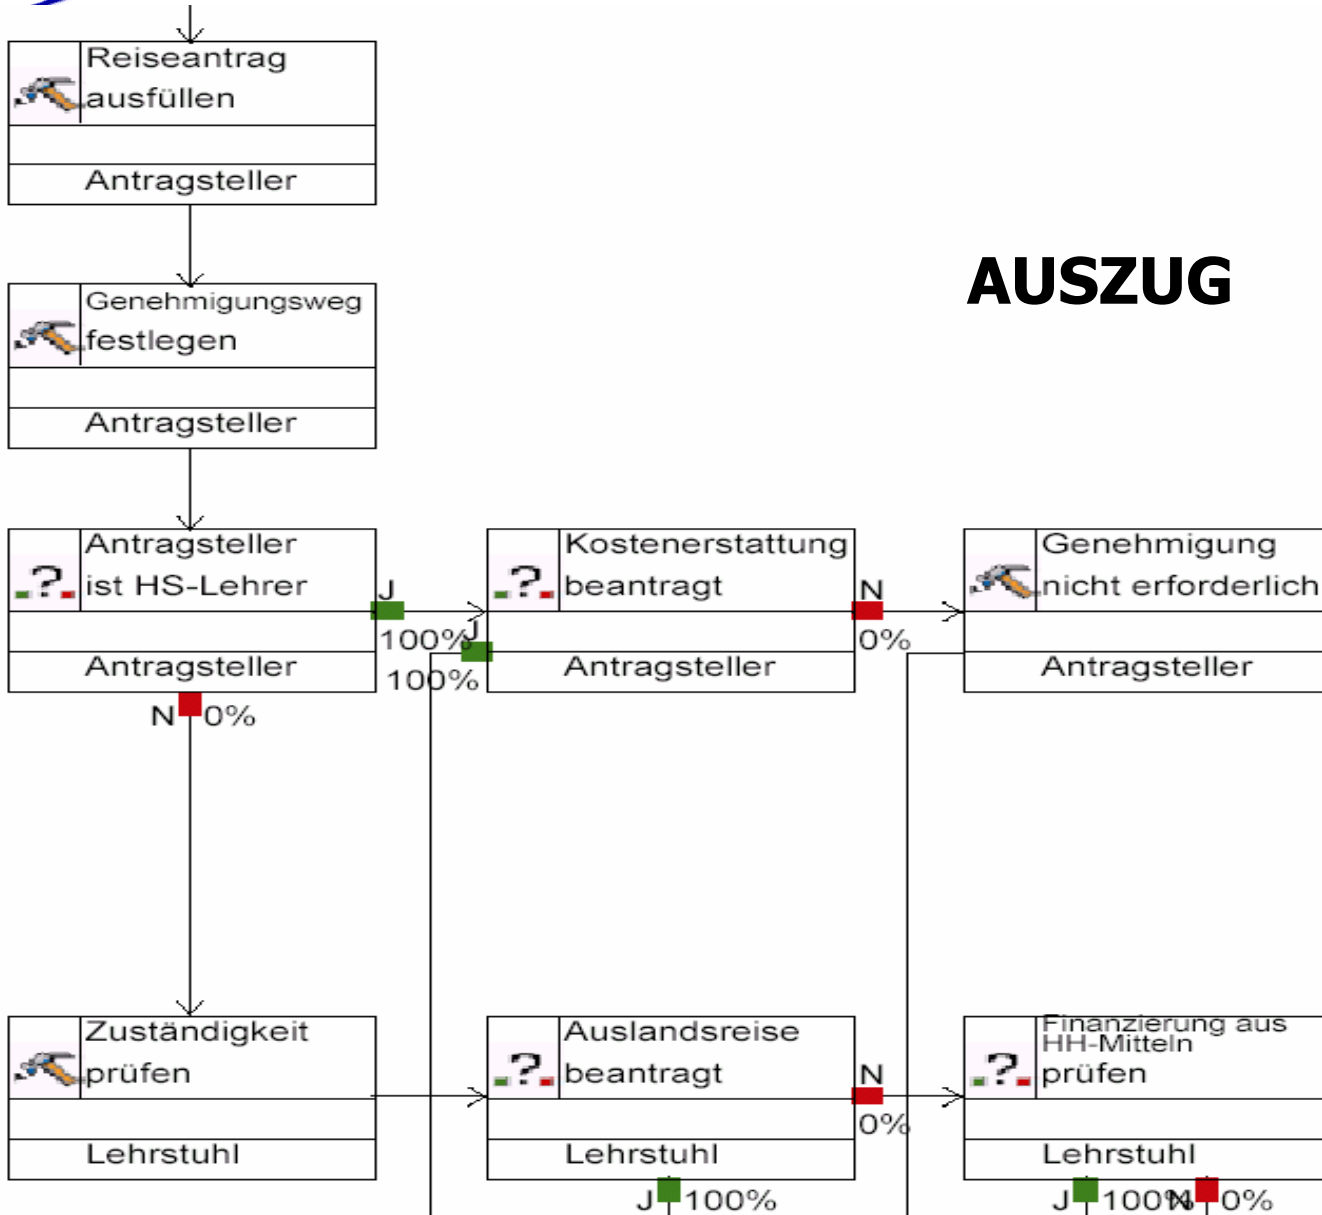 Reiseantrag
ausfüllen
Antragsteller
AUSZUG
Genehmigungsweg
festlegen
Antragsteller
Antragsteller
ist HS-Lehrer
Antragsteller
J
100%
N 0%
Kostenerstattung
beantragt
Antragsteller
J
100%
N
0%
Genehmigung
nicht erforderlich
Antragsteller
Zuständigkeit
prüfen
Lehrstuhl
Auslandsreise
beantragt
Lehrstuhl
N
0%
J 100%
Finanzierung aus
HH-Mitteln
prüfen
Lehrstuhl
J 100%
N 0%